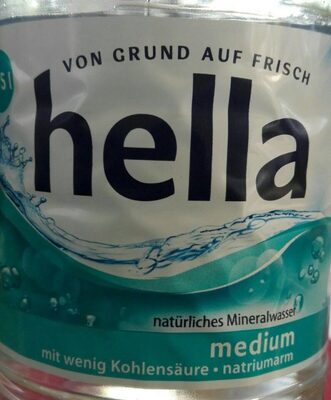 VON GRUND AUF FRISCH
hella
natürliches Mineralwasser
medium
mit wenig Kohlensäure • natriumarm